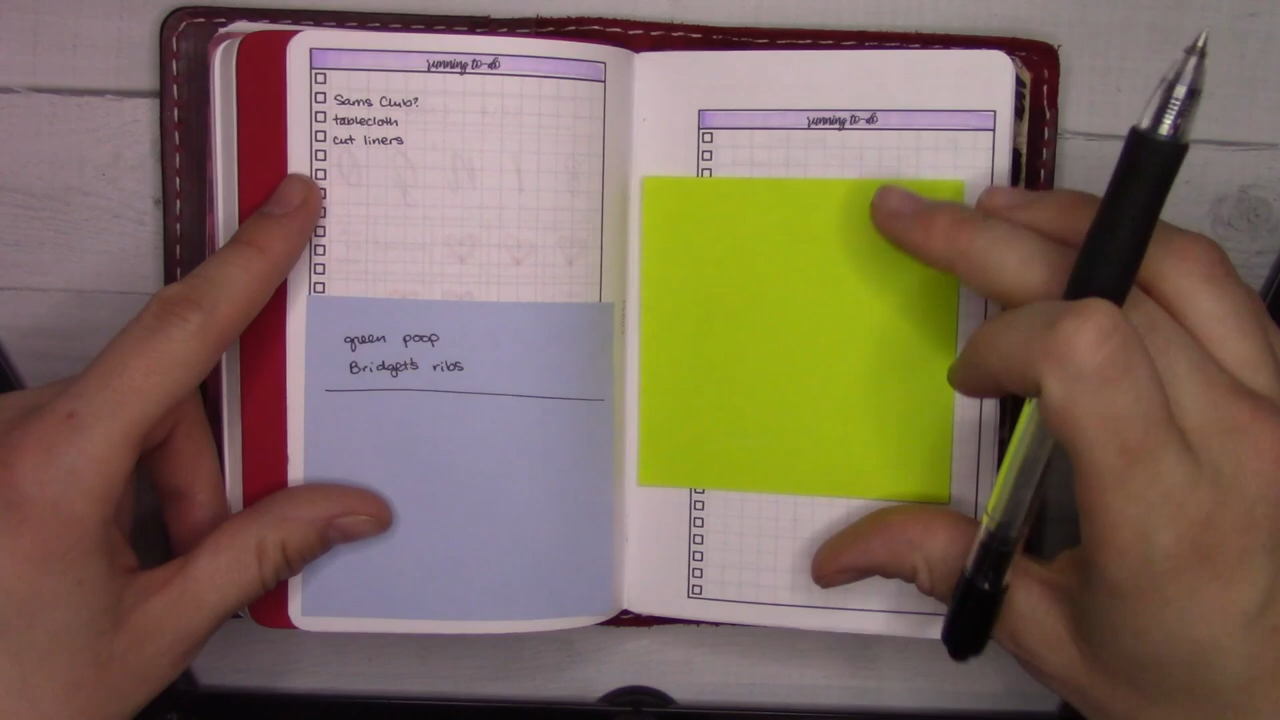 running to-do
Sams Club?
tablecloth
cut liners
green poop
Bridget's ribs
running to-do